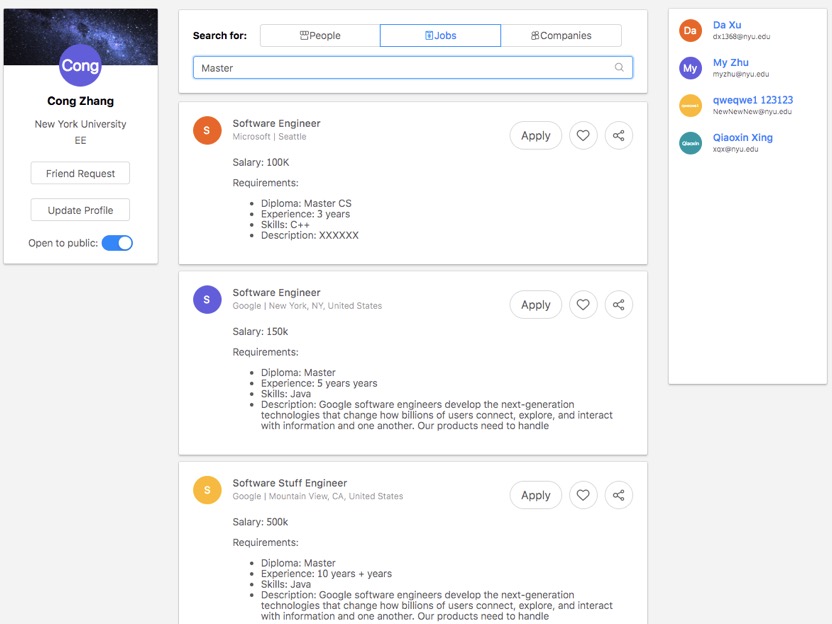 Cong
Cong Zhang
New York University
EE
Friend Request
Update Profile
Open to public:
Search for:
People
Jobs
Companies
Master
S
Software Engineer
Microsoft | Seattle
Apply
Salary: 100K
Requirements:
Diploma: Master CS
Experience: 3 years
Skills: C++
Description: XXXXXX
S
Software Engineer
Google | New York, NY, United States
Apply
Salary: 150k
Requirements:
Diploma: Master
Experience: 5 years years
Skills: Java
Description: Google software engineers develop the next-generation
technologies that change how billions of users connect, explore, and interact
with information and one another. Our products need to handle
S
Software Stuff Engineer
Google | Mountain View, CA, United States
Apply
Salary: 500k
Requirements:
Diploma: Master
Experience: 10 years + years
Skills: Java
Description: Google software engineers develop the next-generation
technologies that change how billions of users connect, explore, and interact
with information and one another. Our products need to handle
Da
Da Xu
dx1368@nyu.edu
My
My Zhu
myzhu@nyu.edu
qweqwe1 123123
NewNewNew@nyu.edu
Qiaoxin
Qiaoxin Xing
xqx@nyu.edu